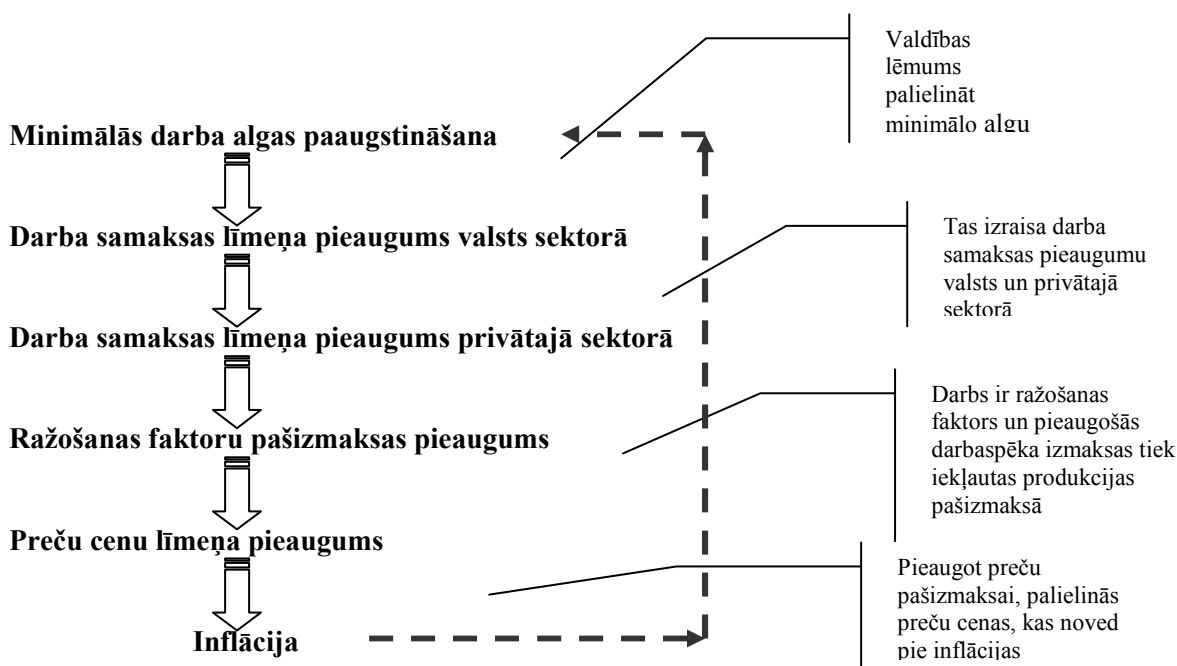 Valdības
lēmums
palielināt
minimālo algu
Minimālās darba algas paaugstināšana
Darba samaksas līmeņa pieaugums valsts sektorā
Tas izraisa darba
samaksas pieaugumu
valsts un privātajā
sektorā
Darba samaksas līmeņa pieaugums privātajā sektorā
Ražošanas faktoru pašizmaksas pieaugums
Darbs ir ražošanas
faktors un pieaugošās
darbaspēka izmaksas tiek
iekļautas produkcijas
pašizmaksā
Preču cenu līmeņa pieaugums
Pieaugot preču
pašizmaksai, palielinās
preču cenas, kas noved
pie inflācijas
Inflācija